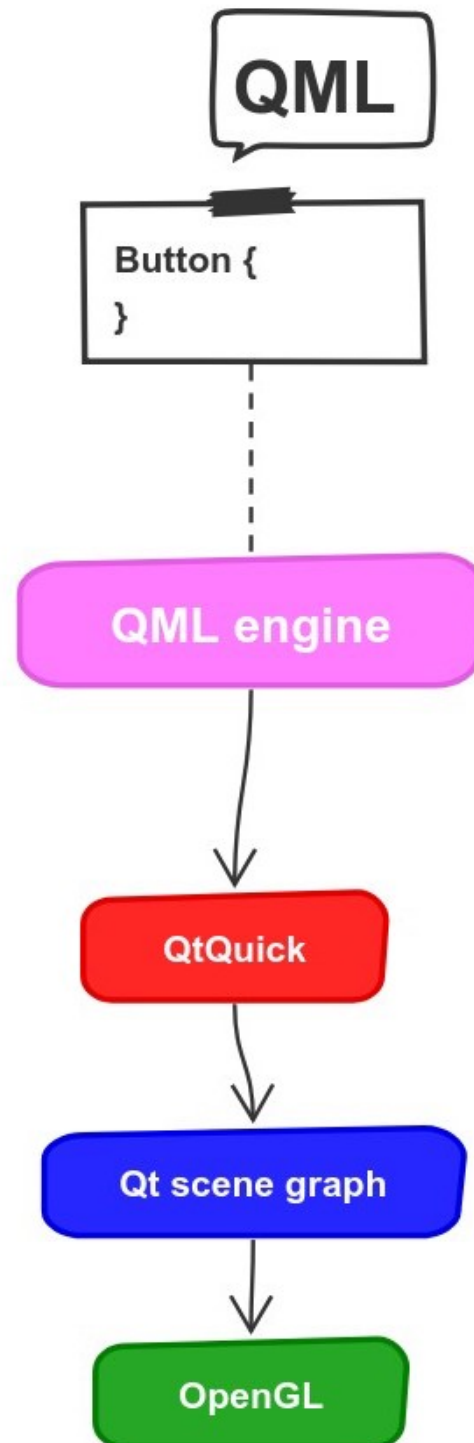 QML
Button {
}
QML engine
QtQuick
Qt scene graph
OpenGL